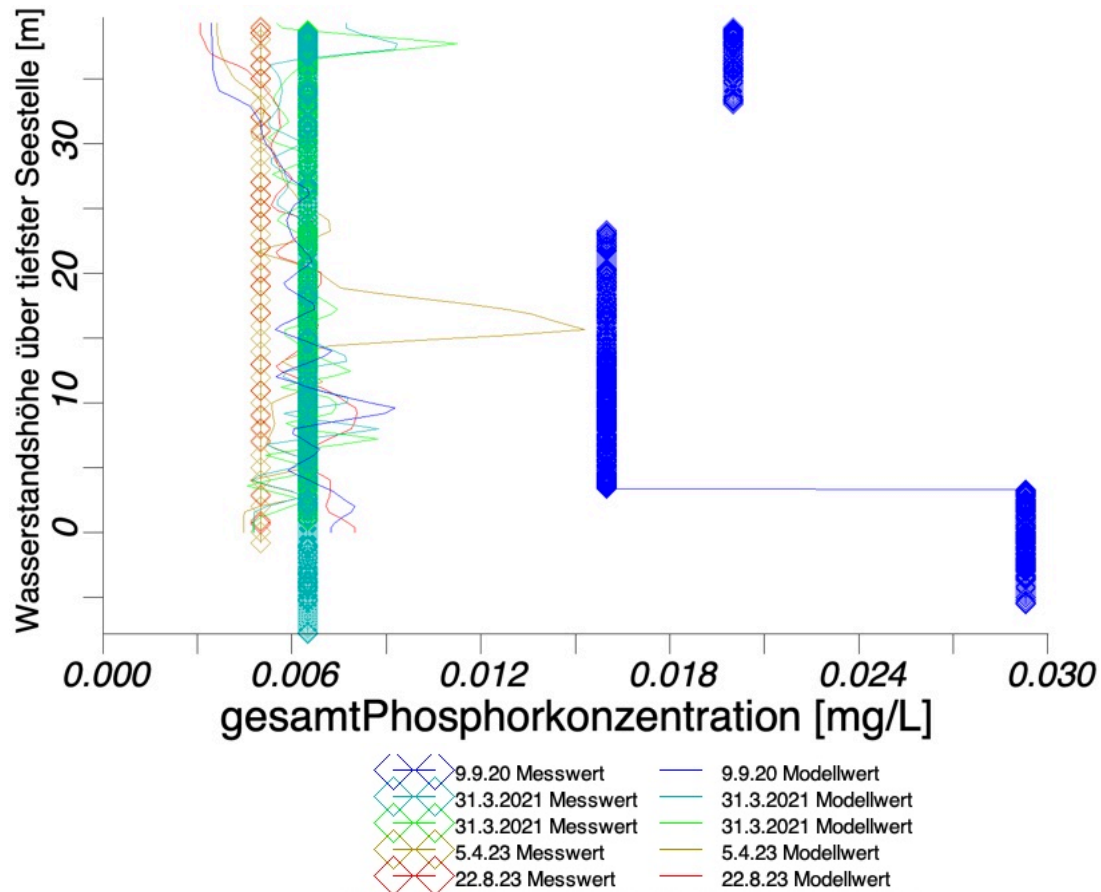 Wasserstandshöhe über tiefster Seestelle [m]
30
20
10
0
0.000 0.006 0.012 0.018 0.024 0.030
gesamtPhosphorkonzentration [mg/L]
9.9.20 Messwert 9.9.20 Modellwert
31.3.2021 Messwert 31.3.2021 Modellwert
31.3.2021 Messwert 31.3.2021 Modellwert
5.4.23 Messwert 5.4.23 Modellwert
22.8.23 Messwert 22.8.23 Modellwert